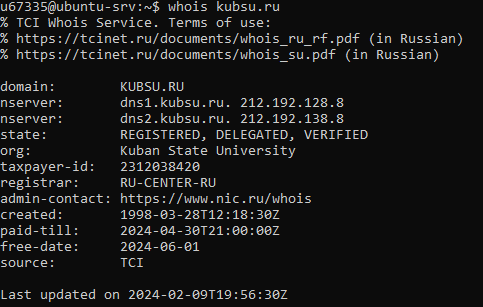 u67335@ubuntu-srv:~$ whois kubsu.ru
% TCI Whois Service. Terms of use:
% https://tcinet.ru/documents/whois_ru_rf.pdf (in Russian)
% https://tcinet.ru/documents/whois_su.pdf (in Russian)

domain:        KUBSU.RU
nserver:       dns1.kubsu.ru. 212.192.128.8
nserver:       dns2.kubsu.ru. 212.192.138.8
state:         REGISTERED, DELEGATED, VERIFIED
org:           Kuban State University
taxpayer-id:   2312038420
registrar:     RU-CENTER-RU
admin-contact: https://www.nic.ru/whois
created:       1998-03-28T12:18:30Z
paid-till:     2024-04-30T21:00:00Z
free-date:     2024-06-01
source:        TCI

Last updated on 2024-02-09T19:56:30Z